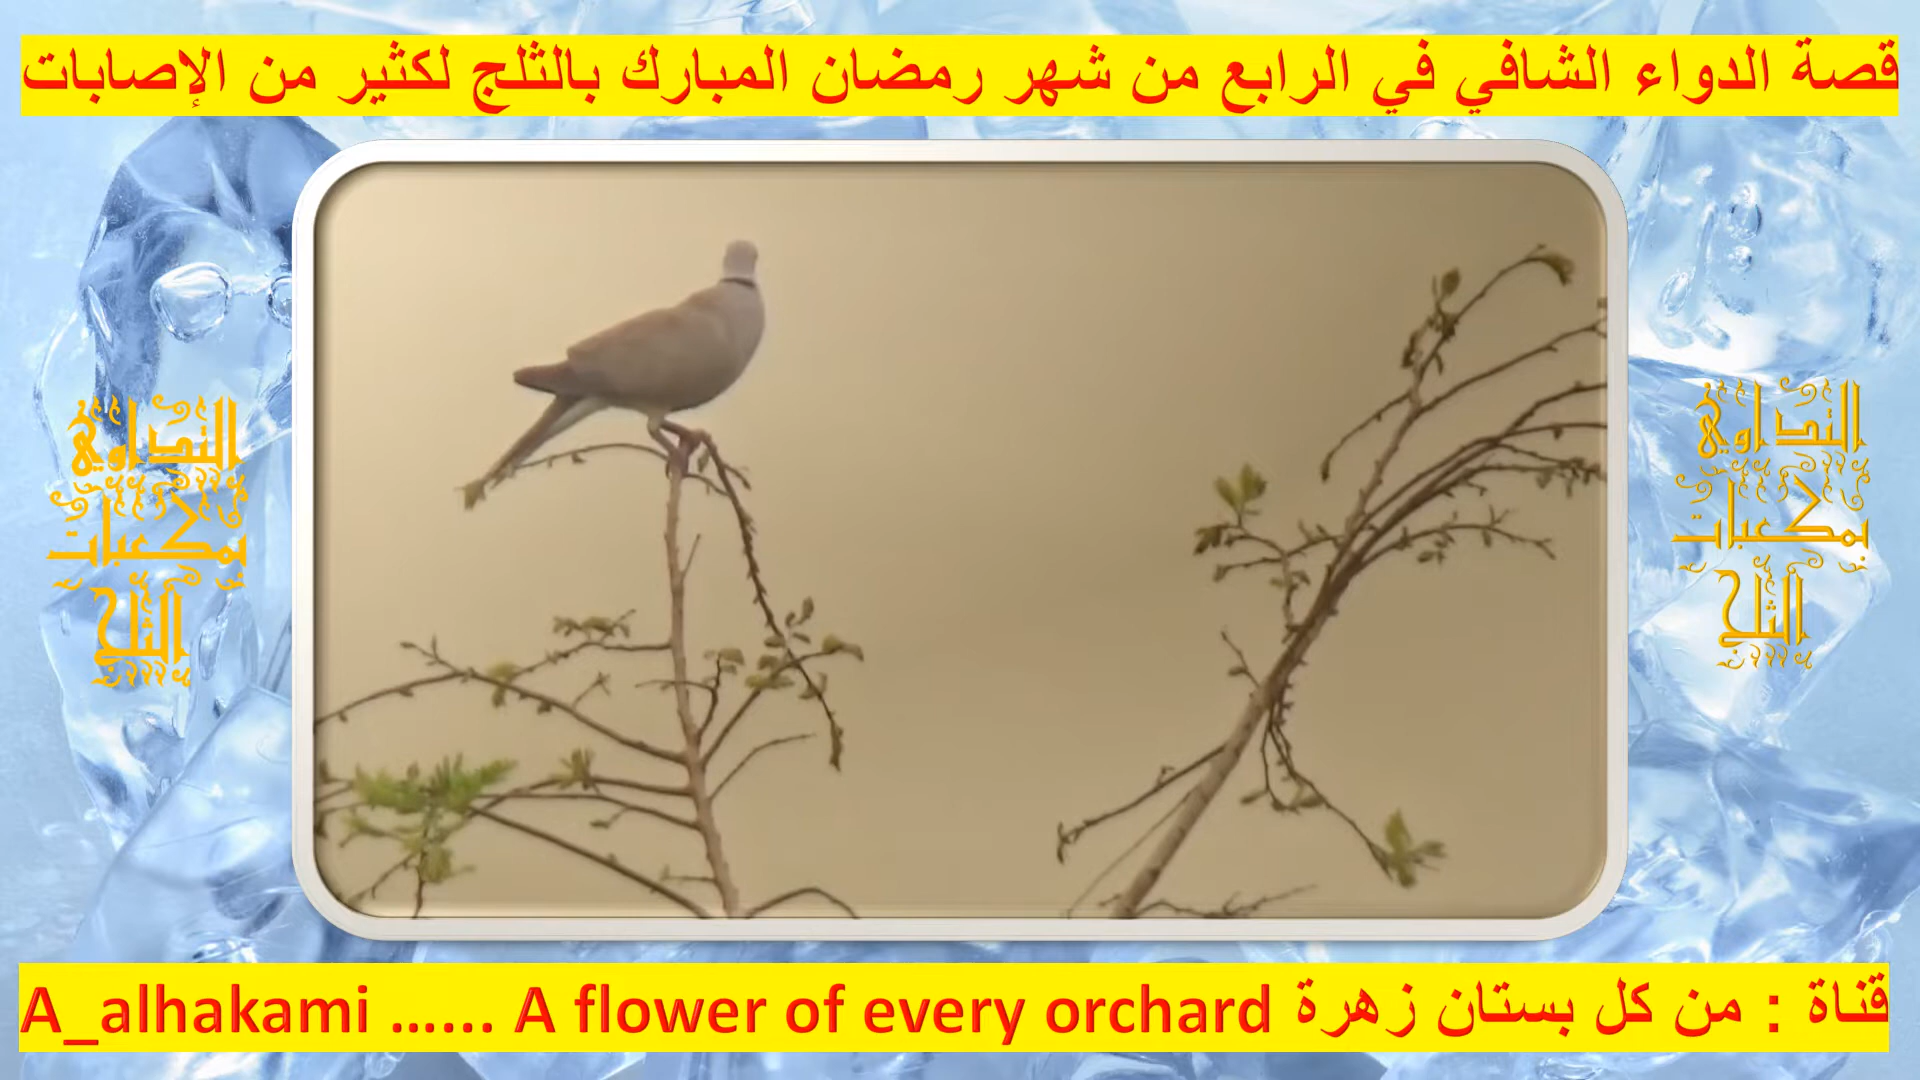 قصة الدواء الشافي في الرابع من شهر رمضان المبارك بالثلج لكثير من الإصابات
التداوي
بمكعبات
الثلج
التداوي
بمكعبات
الثلج
قناة : من كل بستان زهرة A_alhakami ...... A flower of every orchard